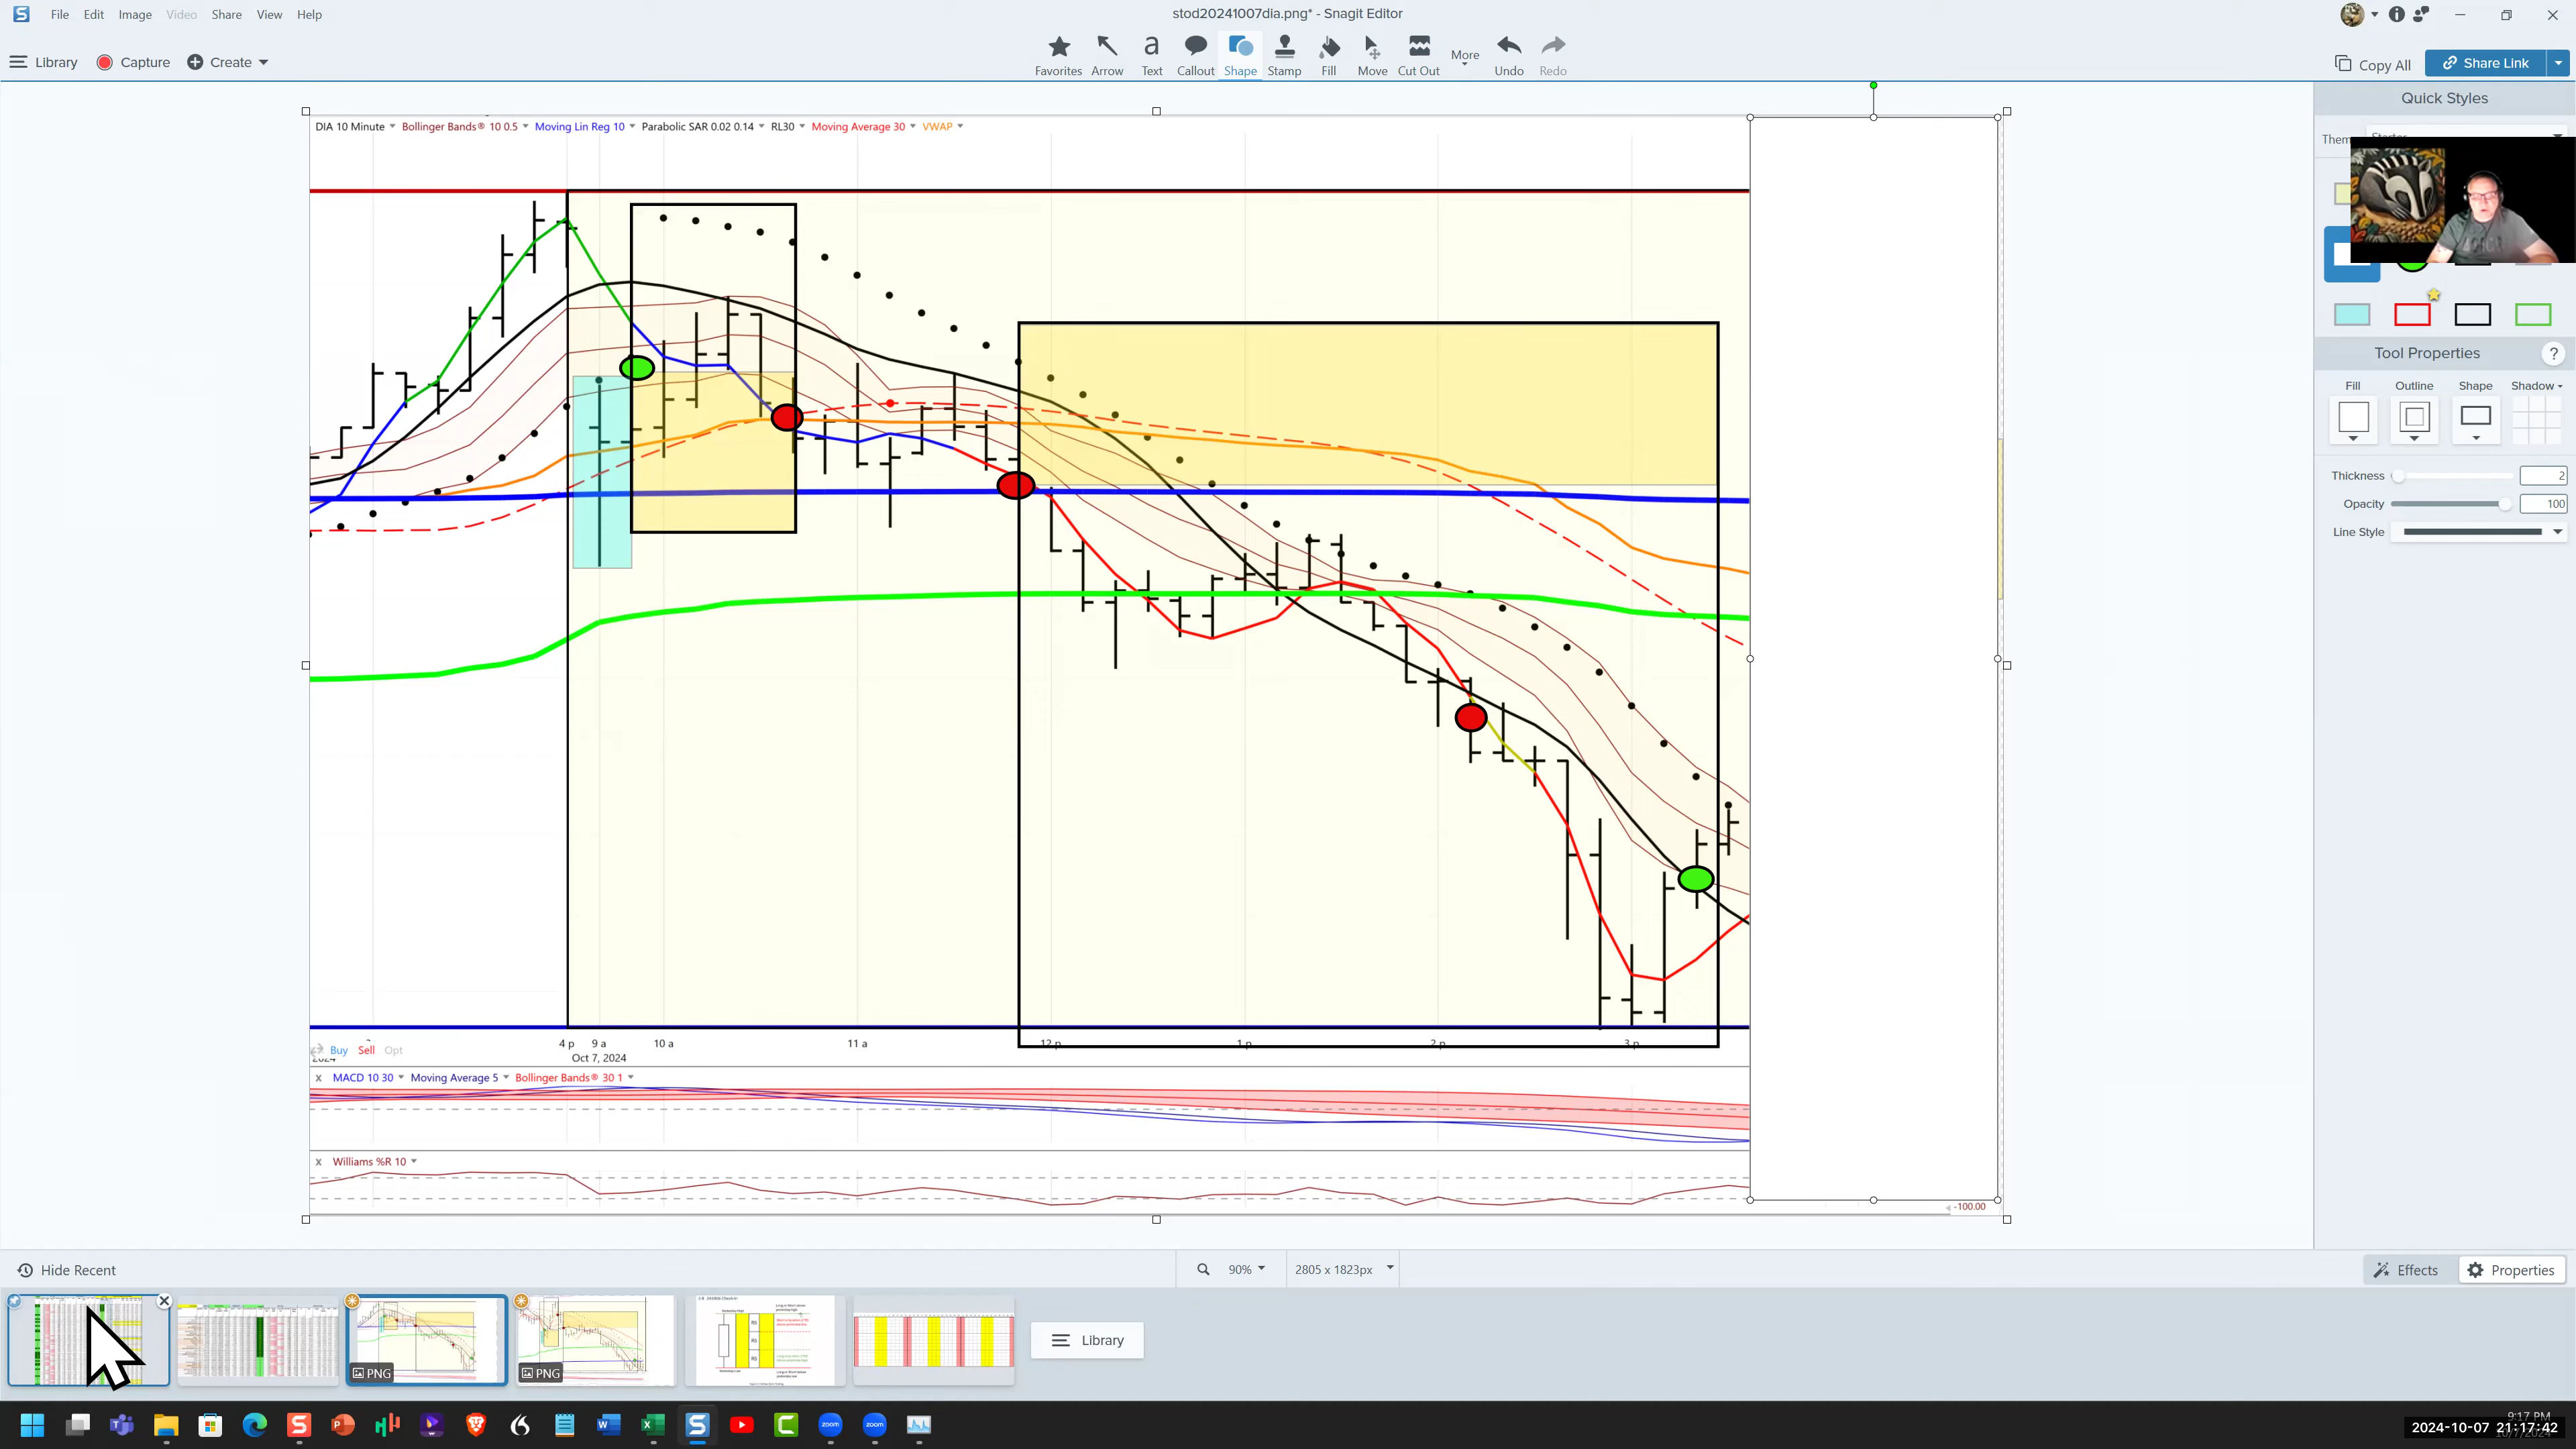 File Edit Image Video Share View Help
stod20241007dia.png* - Snagit Editor
Library Capture Create
Favorites Arrow Text Callout Shape Stamp Fill Move Cut Out More Undo Redo
Copy All Share Link
Quick Styles
DIA 10 Minute Bollinger Bands® 10 0.5 Moving Lin Reg 10 Parabolic SAR 0.02 0.14 RL30 Moving Average 30 VWAP
Tool Properties ?
Fill Outline Shape Shadow
Thickness 2
Opacity 100
Line Style
4 p 9 a 10 a 11 a 12 p 1 p 2 p 3 p
Buy Sell Opt
Oct 7, 2024
x MACD 10 30 Moving Average 5 Bollinger Bands® 30 1
x Williams %R 10
-100.00
Hide Recent
90% 2805 x 1823px
Effects Properties
PNG PNG
Library
2024-10-07 21:17:42
9:17 PM